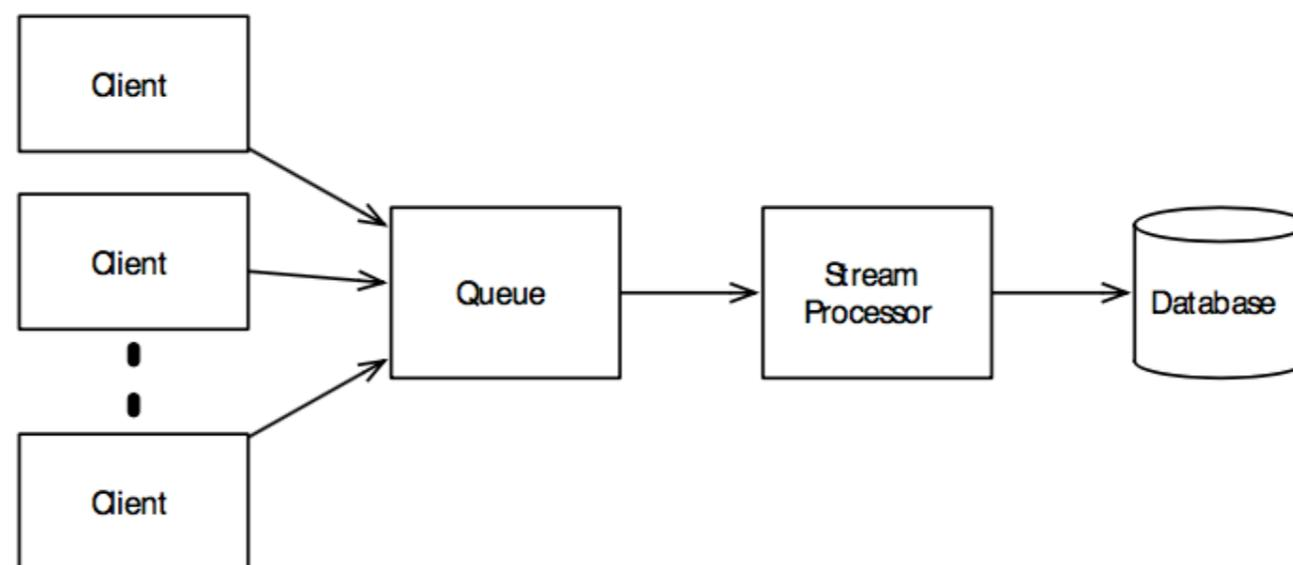 Client
Client
Queue
Stream
Processor
Database
Client